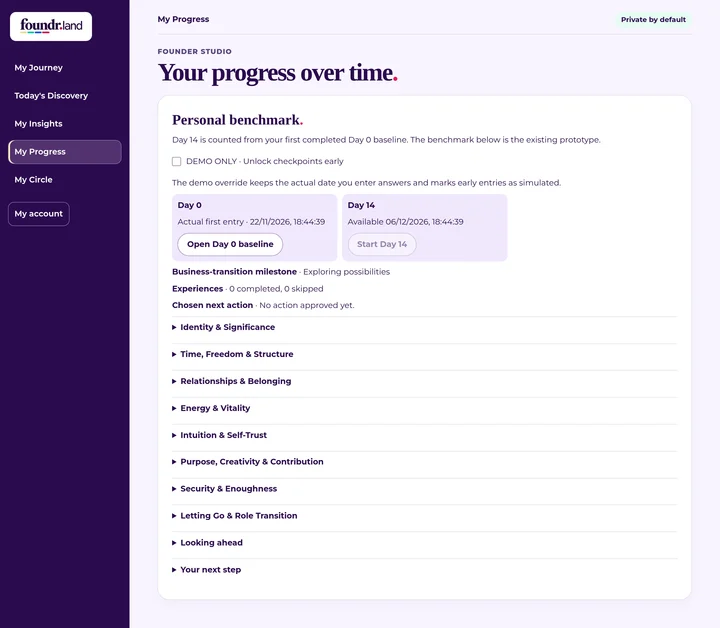 foundr.land
My Journey
Today's Discovery
My Insights
My Progress
My Circle
My account
My Progress
Private by default
FOUNDER STUDIO
Your progress over time.
Personal benchmark.
Day 14 is counted from your first completed Day 0 baseline. The benchmark below is the existing prototype.
DEMO ONLY · Unlock checkpoints early
The demo override keeps the actual date you enter answers and marks early entries as simulated.
Day 0
Actual first entry · 22/11/2026, 18:44:39
Open Day 0 baseline
Day 14
Available 06/12/2026, 18:44:39
Start Day 14
Business-transition milestone · Exploring possibilities
Experiences · 0 completed, 0 skipped
Chosen next action · No action approved yet.
Identity & Significance
Time, Freedom & Structure
Relationships & Belonging
Energy & Vitality
Intuition & Self-Trust
Purpose, Creativity & Contribution
Security & Enoughness
Letting Go & Role Transition
Looking ahead
Your next step